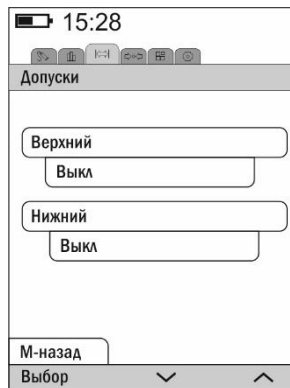 15:28
Допуски
Верхний
Выкл
Нижний
Выкл
М-назад
Выбор